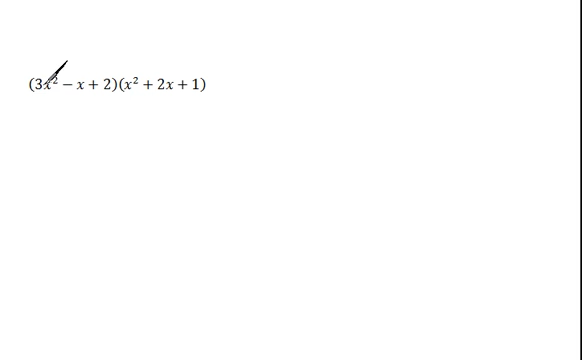 (3x² − x + 2)(x² + 2x + 1)